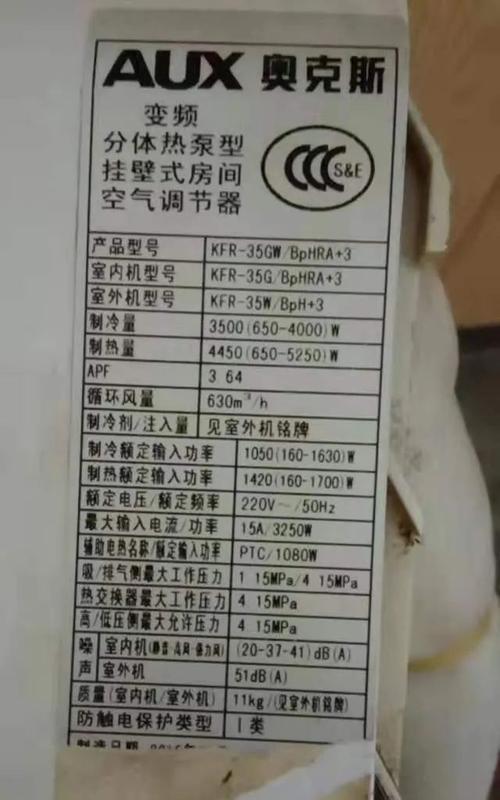 AUX 奥克斯
变频
分体热泵型
挂壁式房间
空气调节器
CCC S&E
产品型号 KFR-35GW/BpHRA+3
室内机型号 KFR-35G/BpHRA+3
室外机型号 KFR-35W/BpH+3
制冷量 3500(650-4000)W
制热量 4450(650-5250)W
APF 3 64
循环风量 630m³/h
制冷剂/注入量 见室外机铭牌
制冷额定输入功率 1050(160-1630)W
制热额定输入功率 1420(160-1700)W
额定电压/额定频率 220V~/50Hz
最大输入电流/功率 15A/3250W
辅助电热名称/额定输入功率 PTC/1080W
吸/排气侧最大工作压力 1 15MPa/4 15MPa
热交换器最大工作压力 4 15MPa
高/低压侧最大允许压力 4 15MPa
噪声 室内机(静音-低风-强力风) (20-37-41)dB(A)
室外机 51dB(A)
质量(室内机/室外机) 11kg/(见室外机铭牌)
防触电保护类型 I类
制造日期